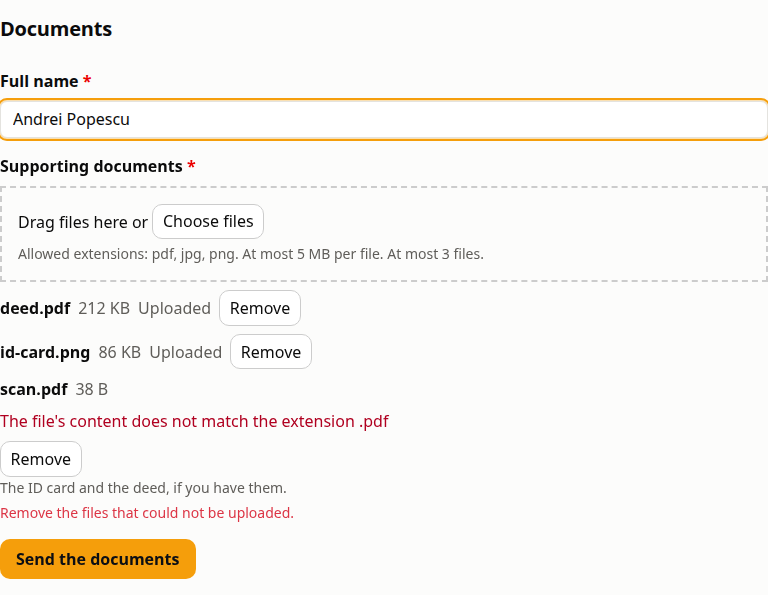 Documents
Full name *
Andrei Popescu
Supporting documents *
Drag files here or Choose files
Allowed extensions: pdf, jpg, png. At most 5 MB per file. At most 3 files.
deed.pdf 212 KB Uploaded Remove
id-card.png 86 KB Uploaded Remove
scan.pdf 38 B
The file's content does not match the extension .pdf
Remove
The ID card and the deed, if you have them.
Remove the files that could not be uploaded.
Send the documents